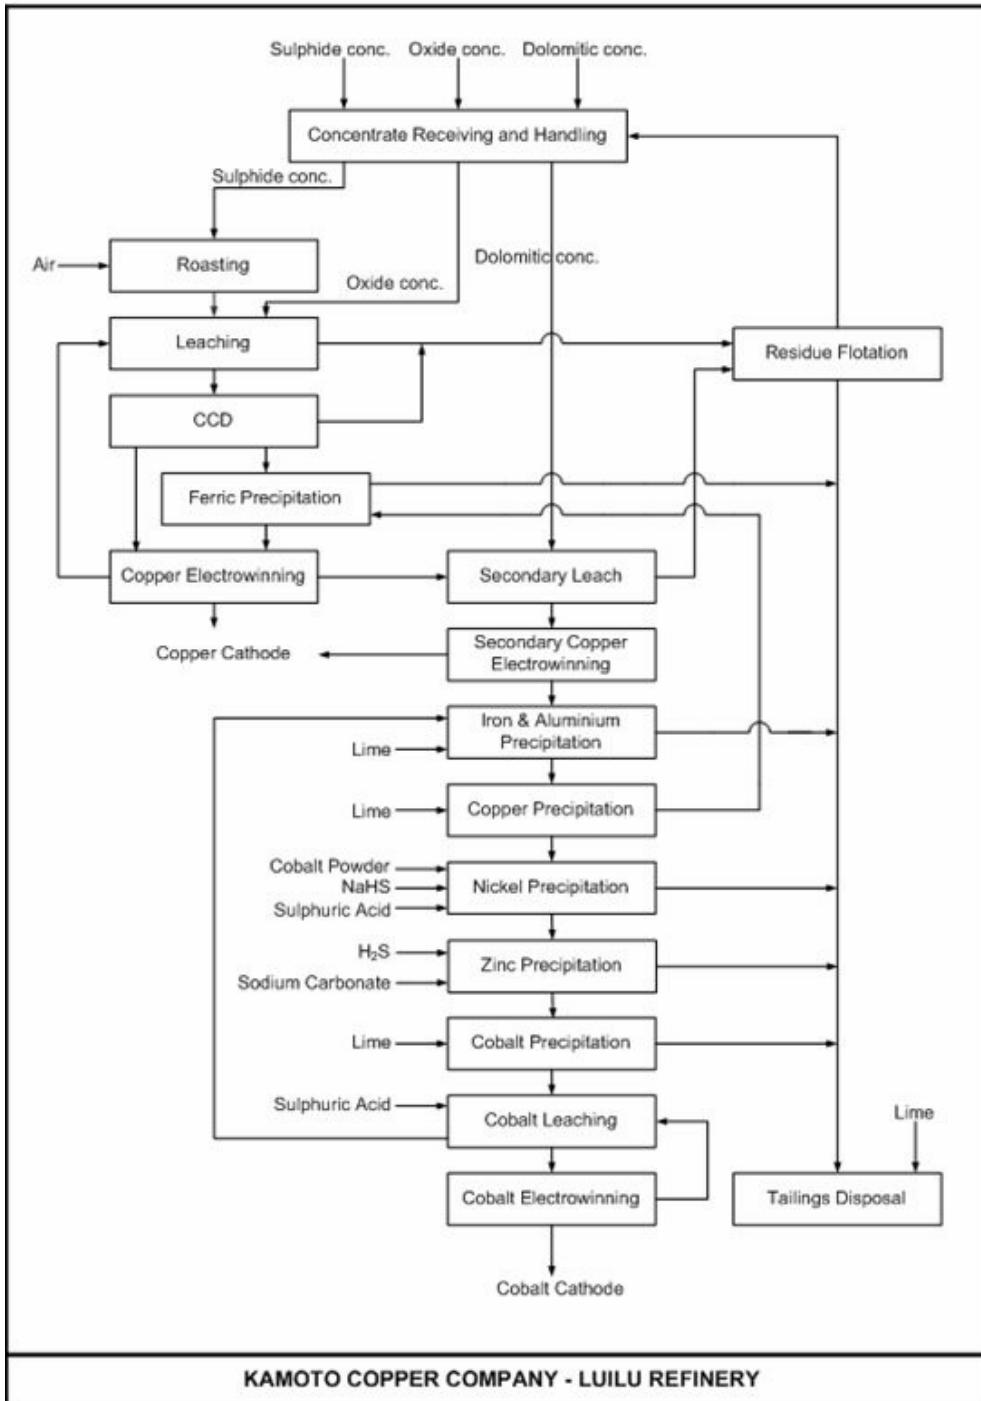 Sulphide conc. Oxide conc. Dolomitic conc.
Concentrate Receiving and Handling
Sulphide conc.
Dolomitic conc.
Air
Roasting
Oxide conc.
Leaching
Residue Flotation
CCD
Ferric Precipitation
Copper Electrowinning
Secondary Leach
Copper Cathode
Secondary Copper
Electrowinning
Iron & Aluminium
Precipitation
Lime
Lime
Copper Precipitation
Cobalt Powder
NaHS
Sulphuric Acid
Nickel Precipitation
H₂S
Sodium Carbonate
Zinc Precipitation
Lime
Cobalt Precipitation
Sulphuric Acid
Cobalt Leaching
Lime
Cobalt Electrowinning
Tailings Disposal
Cobalt Cathode
KAMOTO COPPER COMPANY - LUILU REFINERY